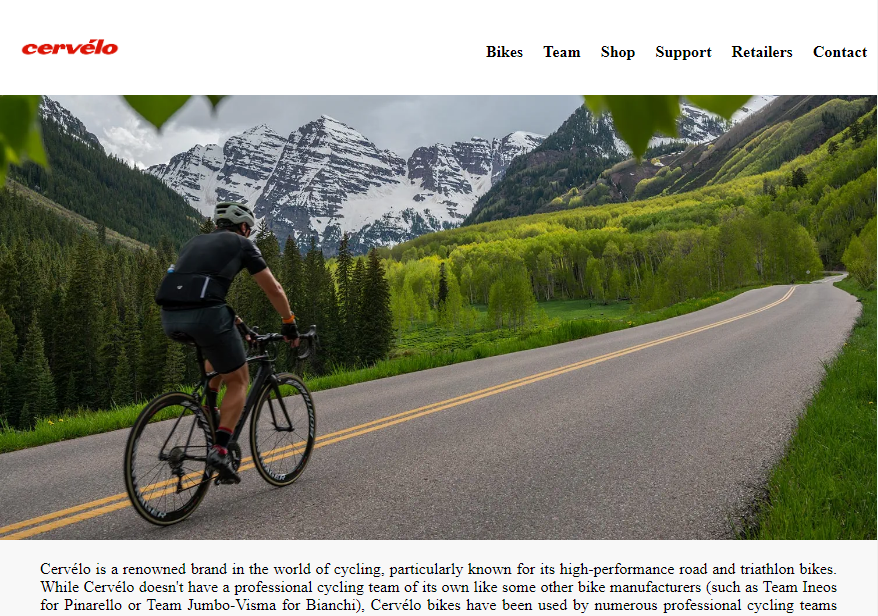 cervélo
Bikes Team Shop Support Retailers Contact
Cervélo is a renowned brand in the world of cycling, particularly known for its high-performance road and triathlon bikes.
While Cervélo doesn't have a professional cycling team of its own like some other bike manufacturers (such as Team Ineos
for Pinarello or Team Jumbo-Visma for Bianchi), Cervélo bikes have been used by numerous professional cycling teams